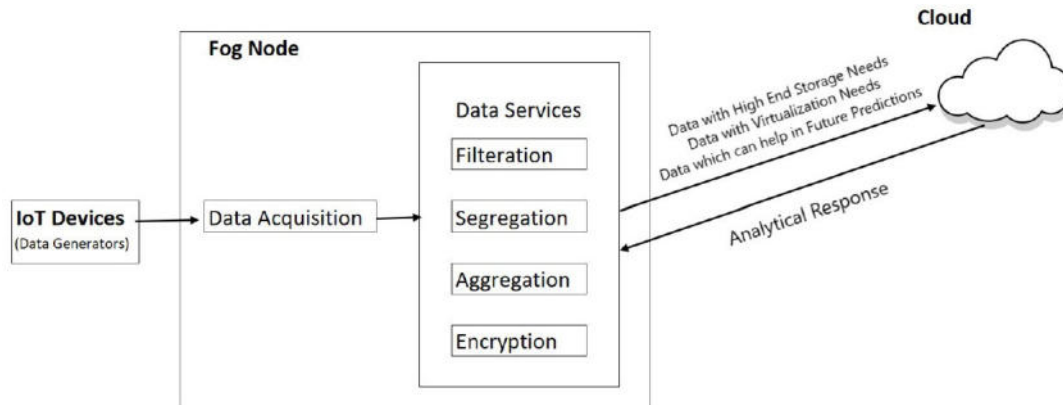 Cloud
Fog Node
Data with High End Storage Needs
Data with Virtualization Needs
Data which can help in Future Predictions
Data Services
Filteration
IoT Devices
(Data Generators)
Data Acquisition
Segregation
Analytical Response
Aggregation
Encryption